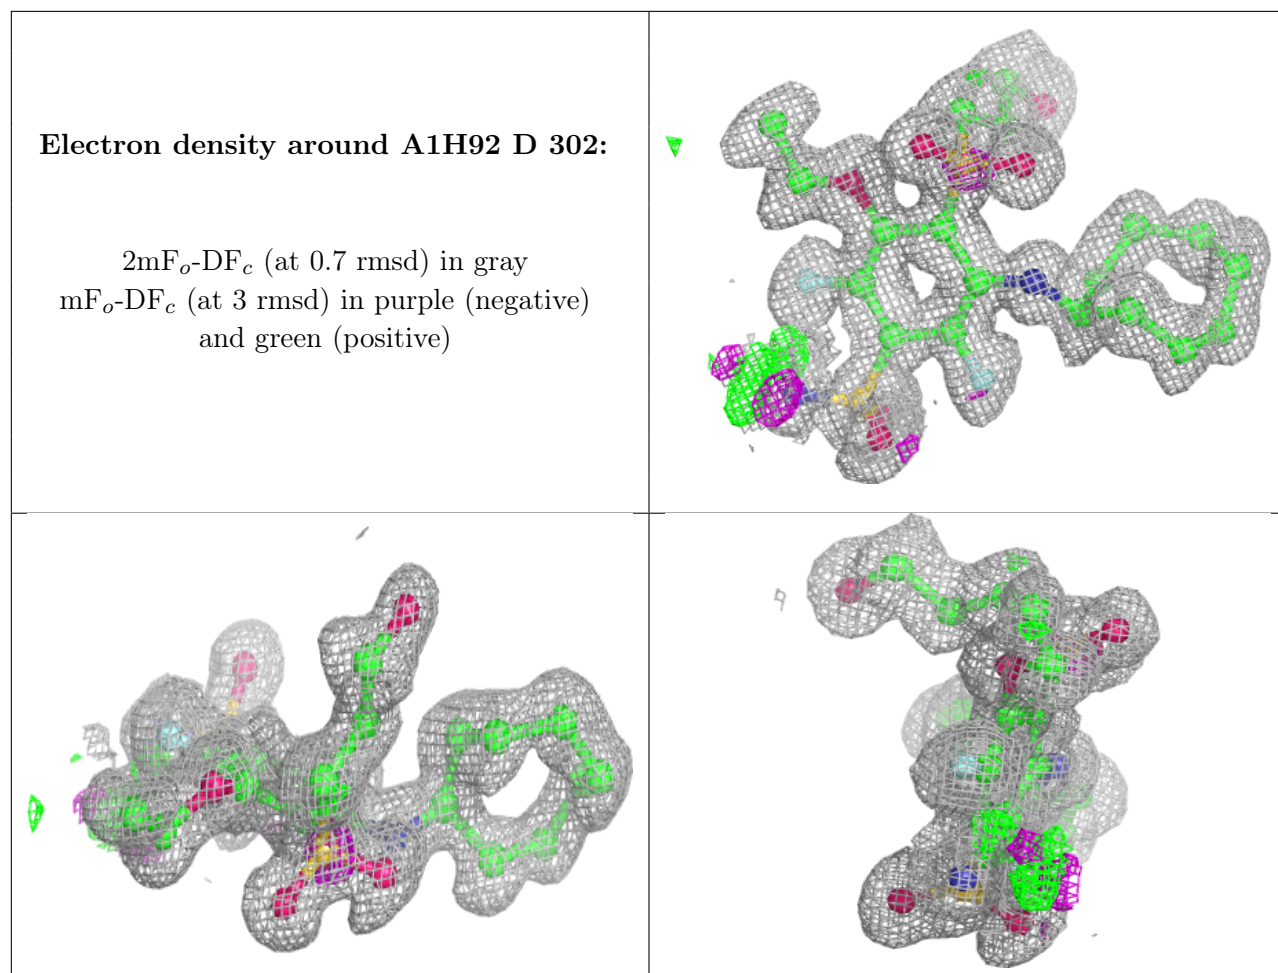 Electron density around A1H92 D 302:
2mFo-DFc (at 0.7 rmsd) in gray
mFo-DFc (at 3 rmsd) in purple (negative)
and green (positive)